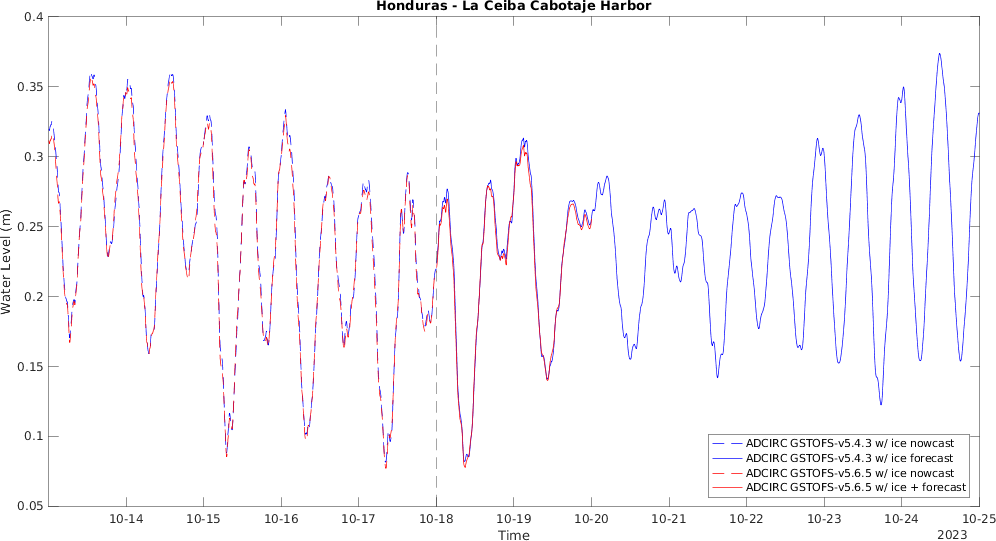 Honduras - La Ceiba Cabotaje Harbor
0.4
0.35
0.3
0.25
0.2
0.15
0.1
0.05
Water Level (m)
10-14 10-15 10-16 10-17 10-18 10-19 10-20 10-21 10-22 10-23 10-24 10-25
Time
2023
ADCIRC GSTOFS-v5.4.3 w/ ice nowcast
ADCIRC GSTOFS-v5.4.3 w/ ice forecast
ADCIRC GSTOFS-v5.6.5 w/ ice nowcast
ADCIRC GSTOFS-v5.6.5 w/ ice + forecast